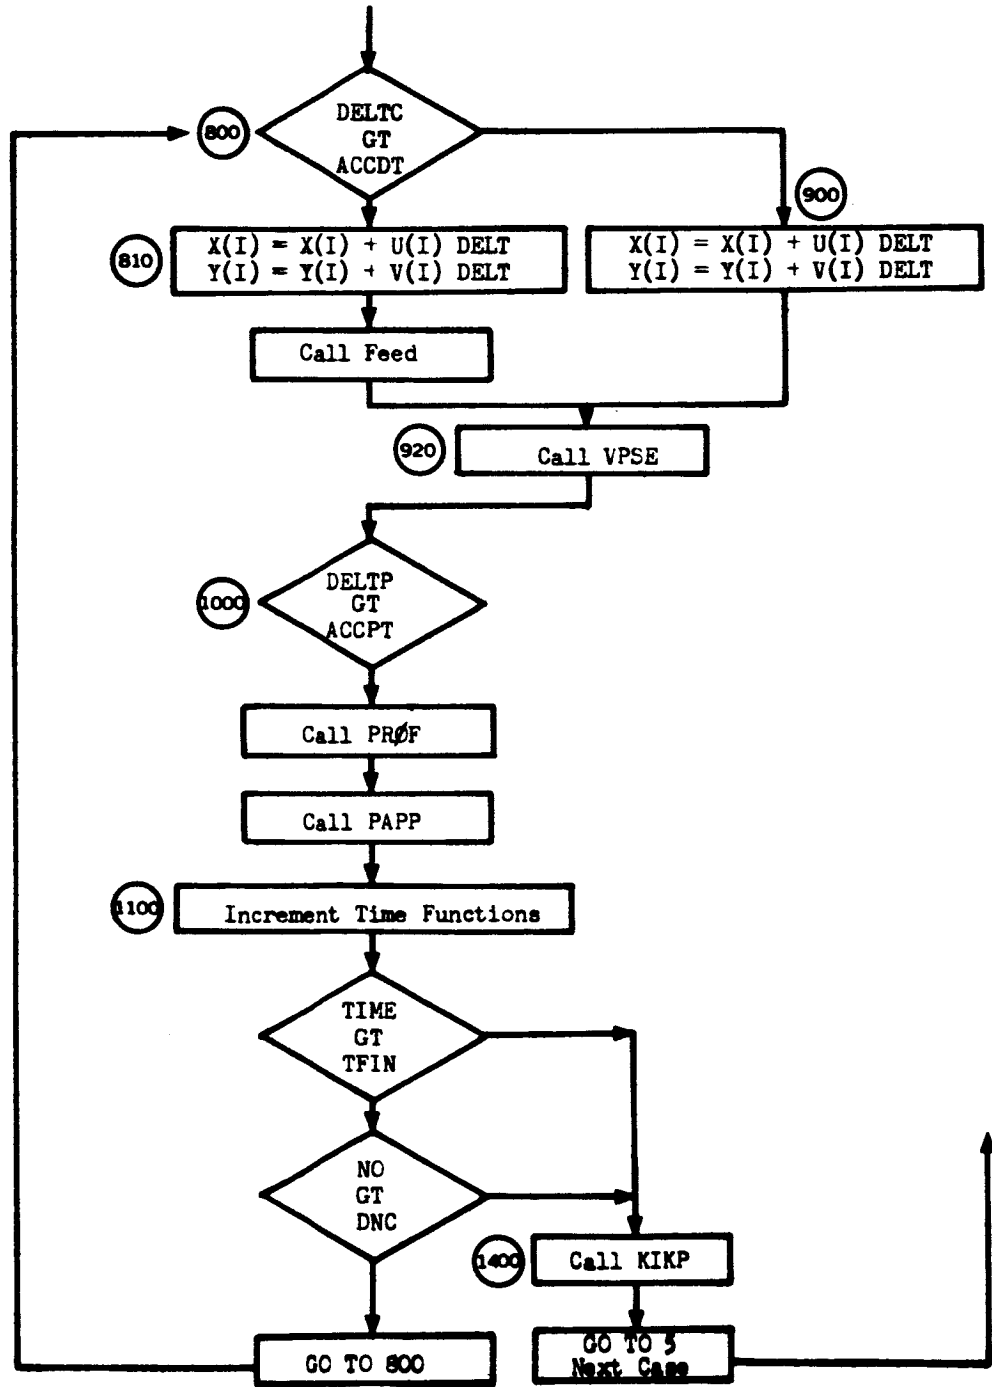 800
DELTC
GT
ACCDT
900
810
X(I) = X(I) + U(I) DELT
Y(I) = Y(I) + V(I) DELT
X(I) = X(I) + U(I) DELT
Y(I) = Y(I) + V(I) DELT
Call Feed
920
Call VPSE
1000
DELTP
GT
ACCPT
Call PRØF
Call PAPP
1100
Increment Time Functions
TIME
GT
TFIN
NO
GT
DNC
1400
Call KIKP
GO TO 800
GO TO 5
Next Case